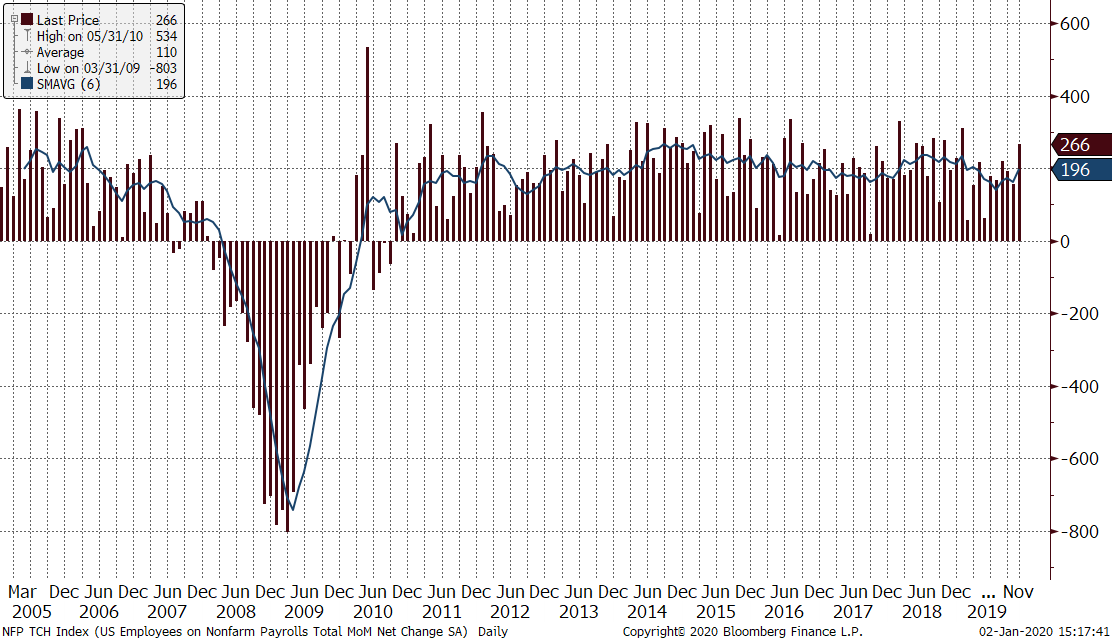 Last Price 266
High on 05/31/10 534
Average 110
Low on 03/31/09 -803
SMAVG (6) 196
600
400
266
196
0
-200
-400
-600
-800
Mar Dec Jun Dec Jun Dec Jun Dec Jun Dec Jun Dec Jun Dec Jun Dec Jun Dec Jun Dec Jun Dec Jun Dec Jun Dec Jun Dec ... Nov
2005 2006 2007 2008 2009 2010 2011 2012 2013 2014 2015 2016 2017 2018 2019
NFP TCH Index (US Employees on Nonfarm Payrolls Total MoM Net Change SA) Daily Copyright© 2020 Bloomberg Finance L.P. 02-Jan-2020 15:17:41